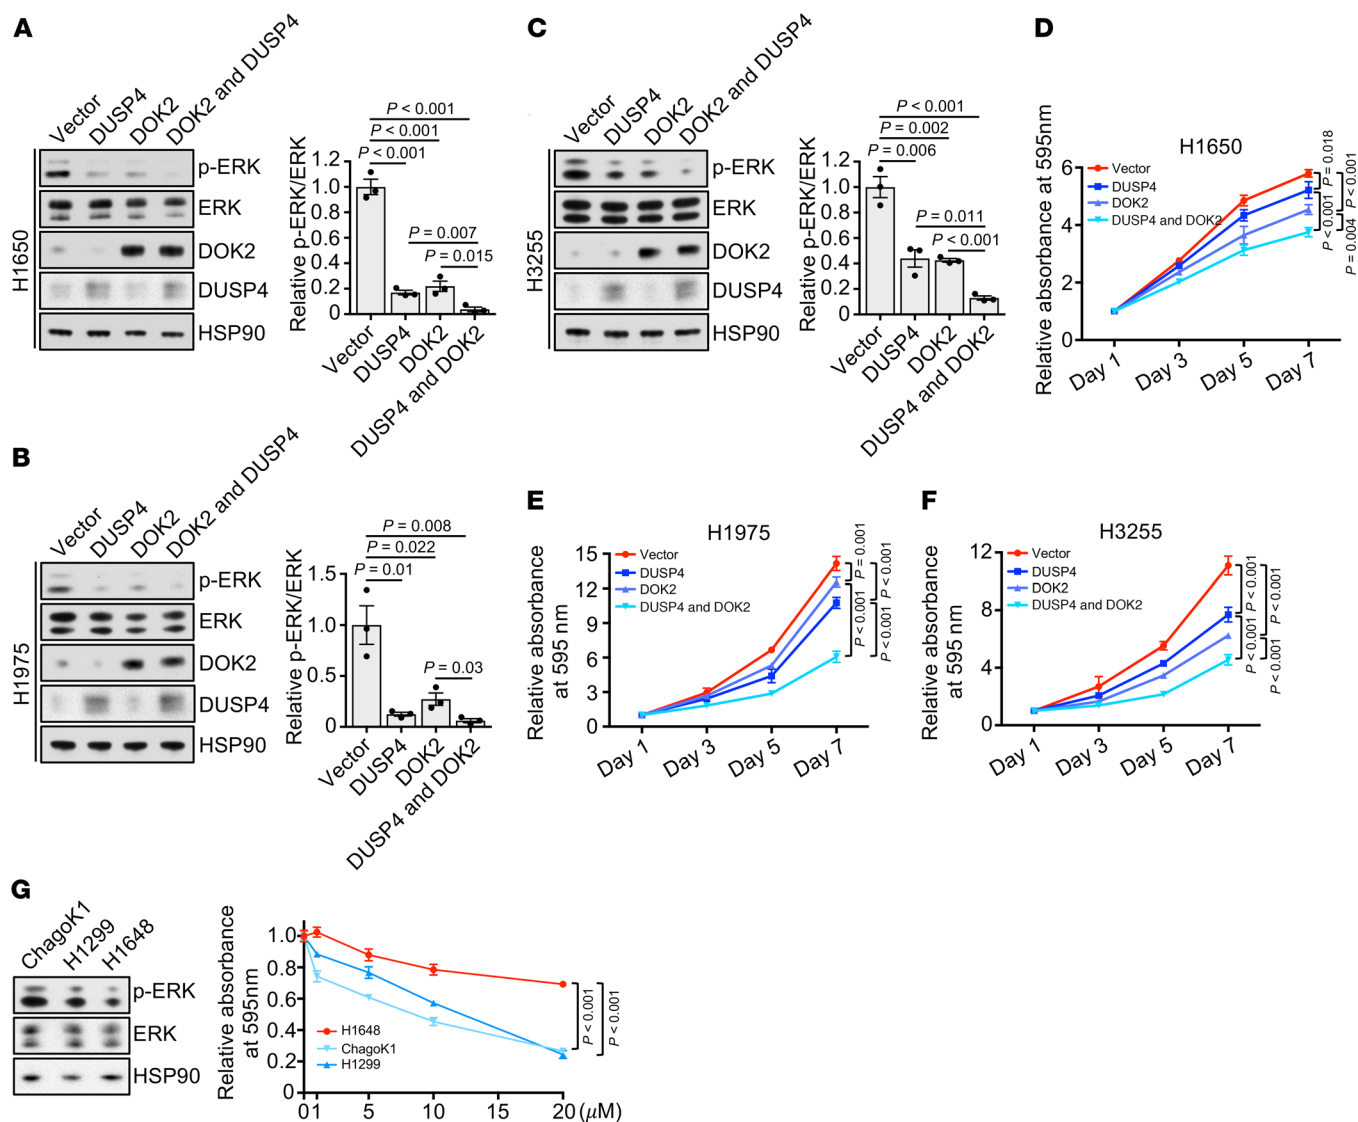 A
H1650
Vector
DUSP4
DOK2
DOK2 and DUSP4
p-ERK
ERK
DOK2
DUSP4
HSP90
Relative p-ERK/ERK
P < 0.001
P < 0.001
P < 0.001
P = 0.007
P = 0.015
1.2
1.0
0.8
0.6
0.4
0.2
0
Vector
DUSP4
DOK2
DUSP4 and DOK2
C
H3255
Vector
DUSP4
DOK2
DOK2 and DUSP4
p-ERK
ERK
DOK2
DUSP4
HSP90
Relative p-ERK/ERK
P < 0.001
P = 0.002
P = 0.006
P = 0.011
P < 0.001
1.2
1.0
0.8
0.6
0.4
0.2
0
Vector
DUSP4
DOK2
DUSP4 and DOK2
D
H1650
Relative absorbance at 595nm
6
4
2
0
Vector
DUSP4
DOK2
DUSP4 and DOK2
P = 0.018
P < 0.001
P < 0.001
P = 0.004
Day 1
Day 3
Day 5
Day 7
B
H1975
Vector
DUSP4
DOK2
DOK2 and DUSP4
p-ERK
ERK
DOK2
DUSP4
HSP90
Relative p-ERK/ERK
P = 0.008
P = 0.022
P = 0.01
P = 0.03
1.5
1.0
0.5
0
Vector
DUSP4
DOK2
DUSP4 and DOK2
E
H1975
Relative absorbance
at 595 nm
15
12
9
6
3
0
Vector
DUSP4
DOK2
DUSP4 and DOK2
P = 0.001
P < 0.001
P < 0.001
P < 0.001
Day 1
Day 3
Day 5
Day 7
F
H3255
Relative absorbance
at 595 nm
12
8
4
0
Vector
DUSP4
DOK2
DUSP4 and DOK2
P < 0.001
P < 0.001
P < 0.001
P < 0.001
Day 1
Day 3
Day 5
Day 7
G
ChagoK1
H1299
H1648
p-ERK
ERK
HSP90
Relative absorbance
at 595nm
1.0
0.8
0.6
0.4
0.2
0
H1648
ChagoK1
H1299
P < 0.001
P < 0.001
0 1 5 10 15 20 (μM)